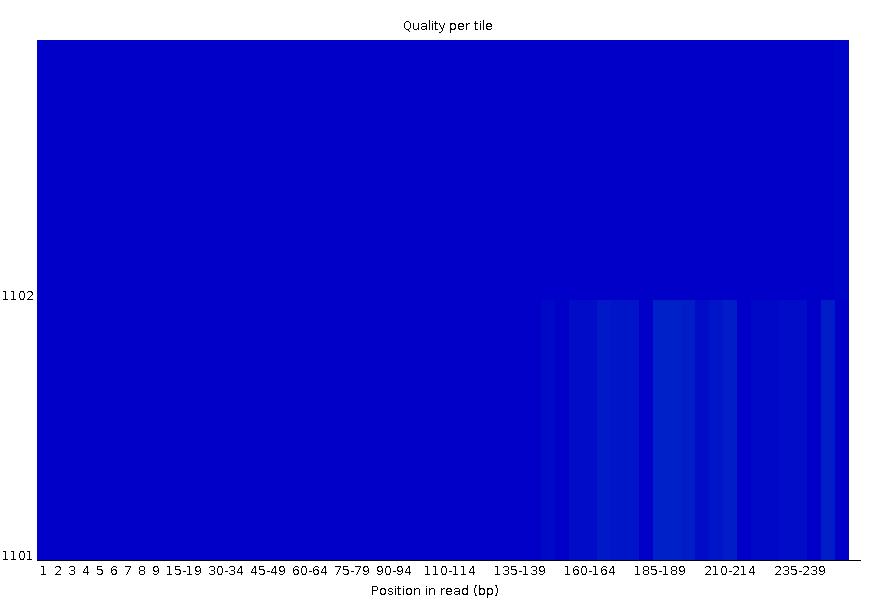 Quality per tile
1102
1101
1 2 3 4 5 6 7 8 9 15-19 30-34 45-49 60-64 75-79 90-94 110-114 135-139 160-164 185-189 210-214 235-239
Position in read (bp)